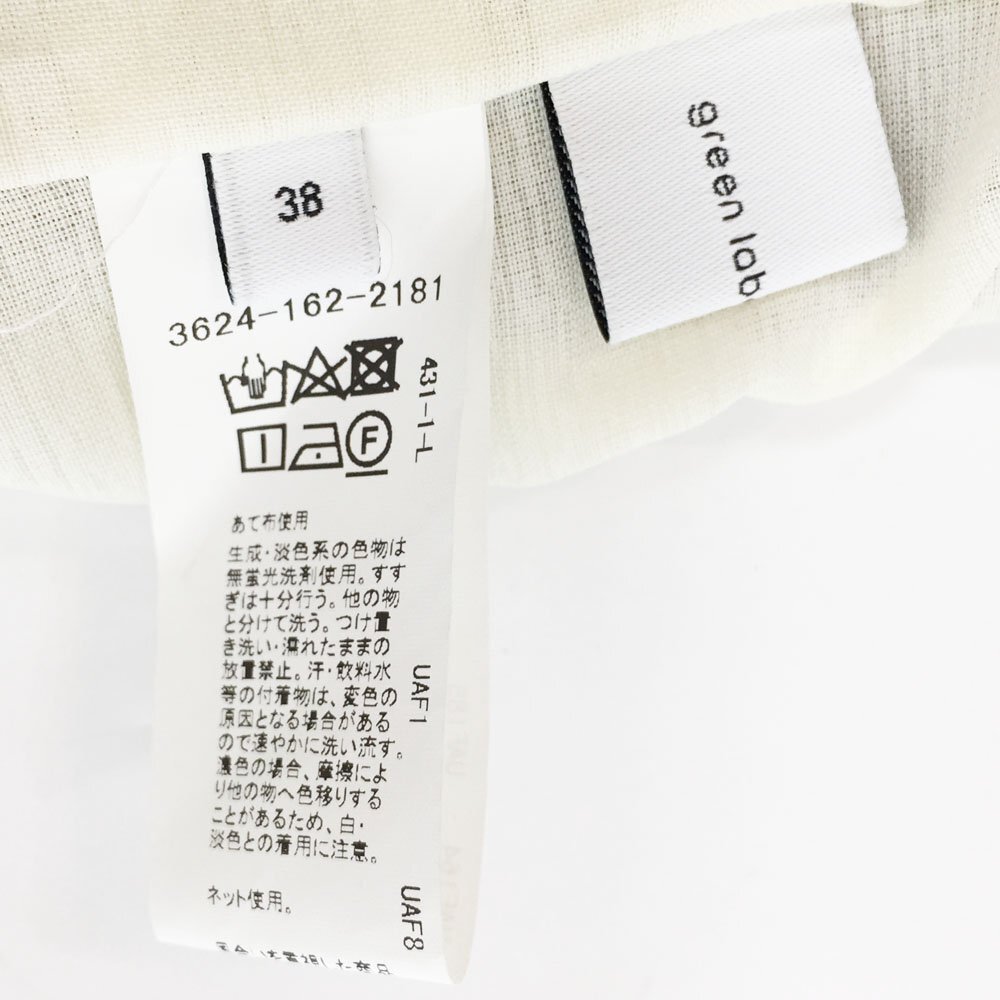 38
green lab
3624-162-2181
431-1-L
F
あて布使用
生成・淡色系の色物は
無蛍光洗剤使用。すす
ぎは十分行う。他の物
と分けて洗う。つけ置
き洗い・濡れたままの
放置禁止。汗・飲料水
等の付着物は、変色の
原因となる場合がある
ので速やかに洗い流す。
濃色の場合、摩擦によ
り他の物へ色移りする
ことがあるため、白・
淡色との着用に注意。
UAF1
ネット使用。
UAF8